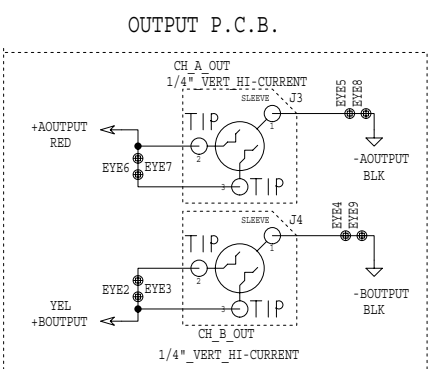 OUTPUT P.C.B.
CH_A_OUT
1/4"_VERT_HI-CURRENT
SLEEVE
J3
EYE5
EYE8
1
TIP
2
+AOUTPUT
RED
EYE6
EYE7
3
TIP
-AOUTPUT
BLK
SLEEVE
J4
EYE4
EYE9
1
TIP
2
EYE2
EYE3
3
TIP
-BOUTPUT
BLK
YEL
+BOUTPUT
CH_B_OUT
1/4"_VERT_HI-CURRENT